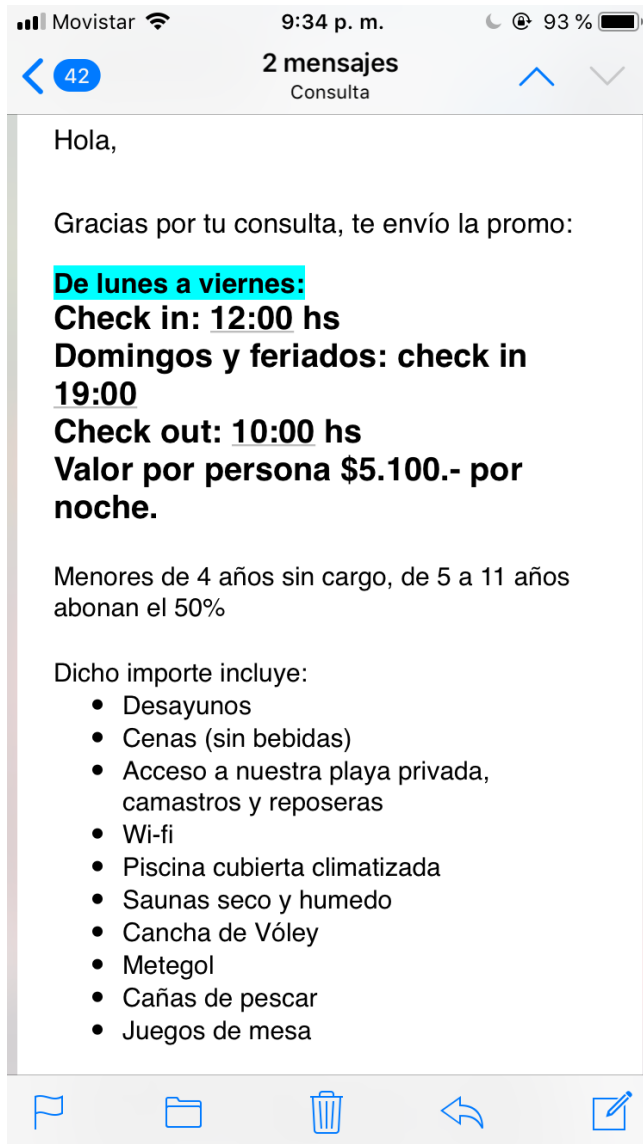 Movistar 9:34 p. m. 93 %
42 2 mensajes
Consulta
Hola,
Gracias por tu consulta, te envío la promo:
De lunes a viernes:
Check in: 12:00 hs
Domingos y feriados: check in
19:00
Check out: 10:00 hs
Valor por persona $5.100.- por
noche.
Menores de 4 años sin cargo, de 5 a 11 años
abonan el 50%
Dicho importe incluye:
• Desayunos
• Cenas (sin bebidas)
• Acceso a nuestra playa privada,
camastros y reposeras
• Wi-fi
• Piscina cubierta climatizada
• Saunas seco y humedo
• Cancha de Vóley
• Metegol
• Cañas de pescar
• Juegos de mesa